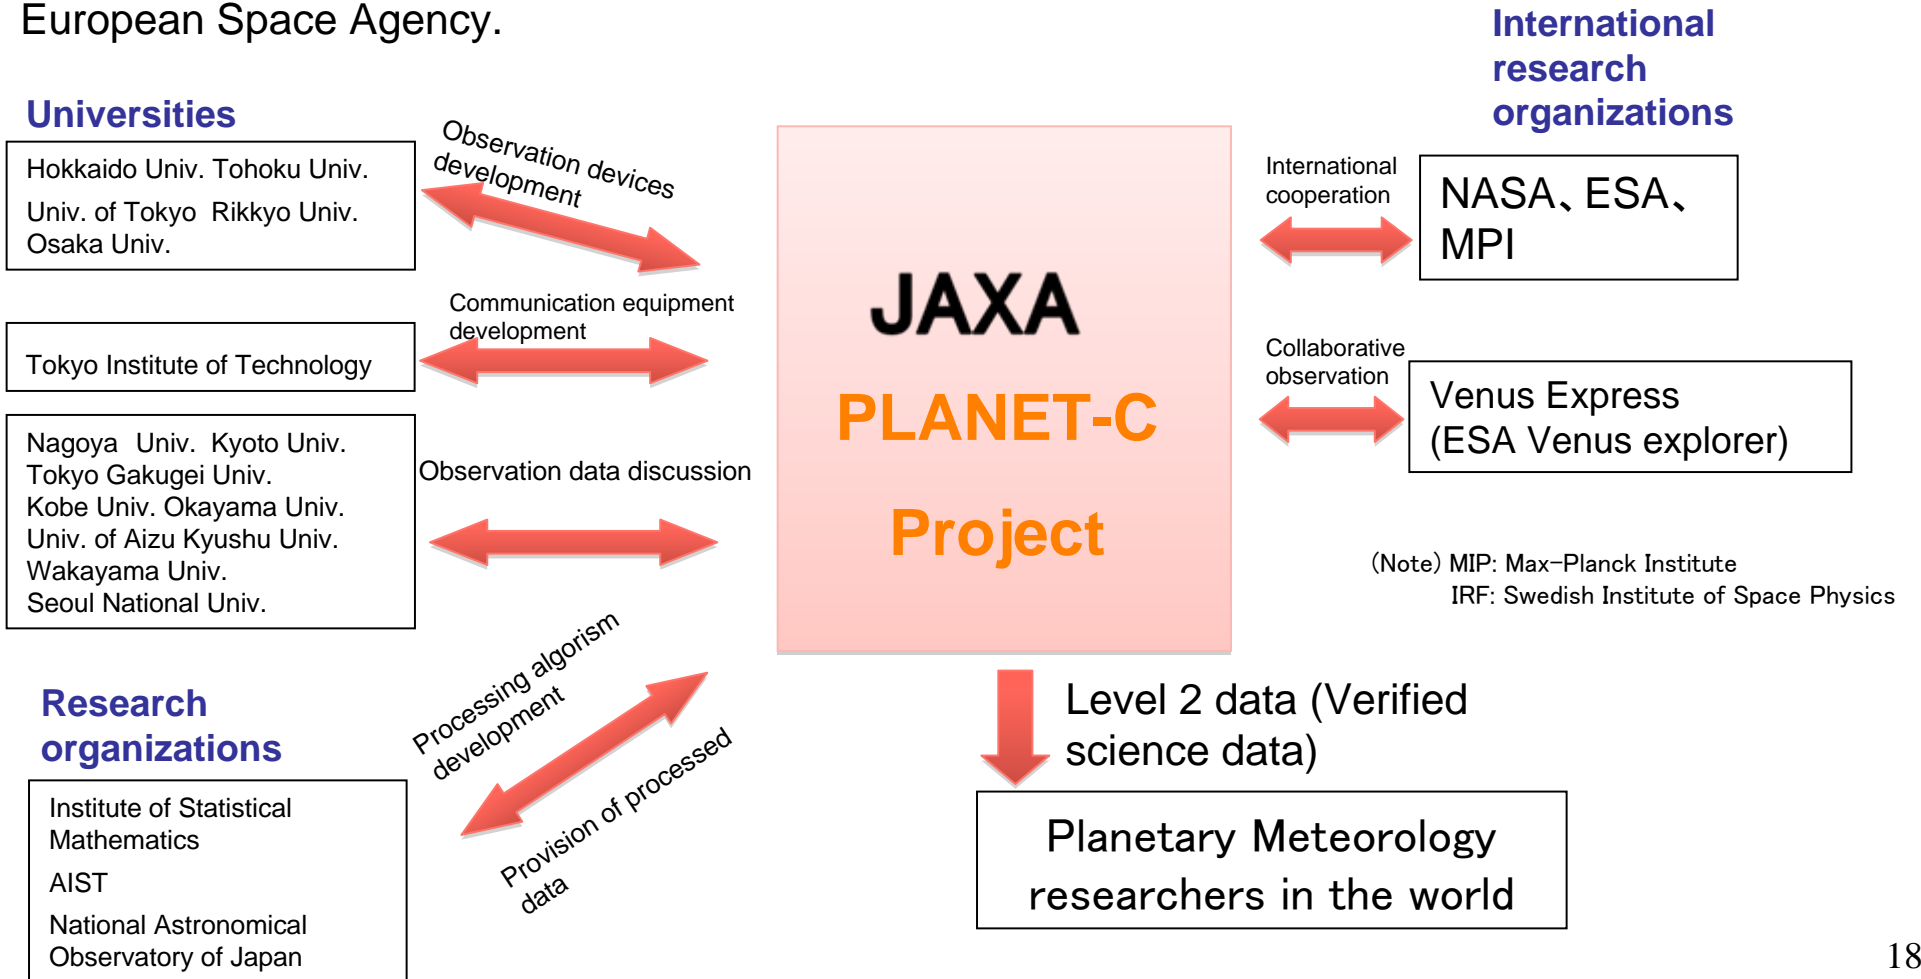 European Space Agency.
Universities
Hokkaido Univ. Tohoku Univ.
Univ. of Tokyo Rikkyo Univ.
Osaka Univ.
Observation devices
development
Tokyo Institute of Technology
Communication equipment
development
Nagoya Univ. Kyoto Univ.
Tokyo Gakugei Univ.
Kobe Univ. Okayama Univ.
Univ. of Aizu Kyushu Univ.
Wakayama Univ.
Seoul National Univ.
Observation data discussion
Research
organizations
Institute of Statistical
Mathematics
AIST
National Astronomical
Observatory of Japan
Processing algorism
development
Provision of processed
data
JAXA
PLANET-C
Project
International
research
organizations
International
cooperation
NASA、ESA、
MPI
Collaborative
observation
Venus Express
(ESA Venus explorer)
(Note) MIP: Max-Planck Institute
IRF: Swedish Institute of Space Physics
Level 2 data (Verified
science data)
Planetary Meteorology
researchers in the world
18